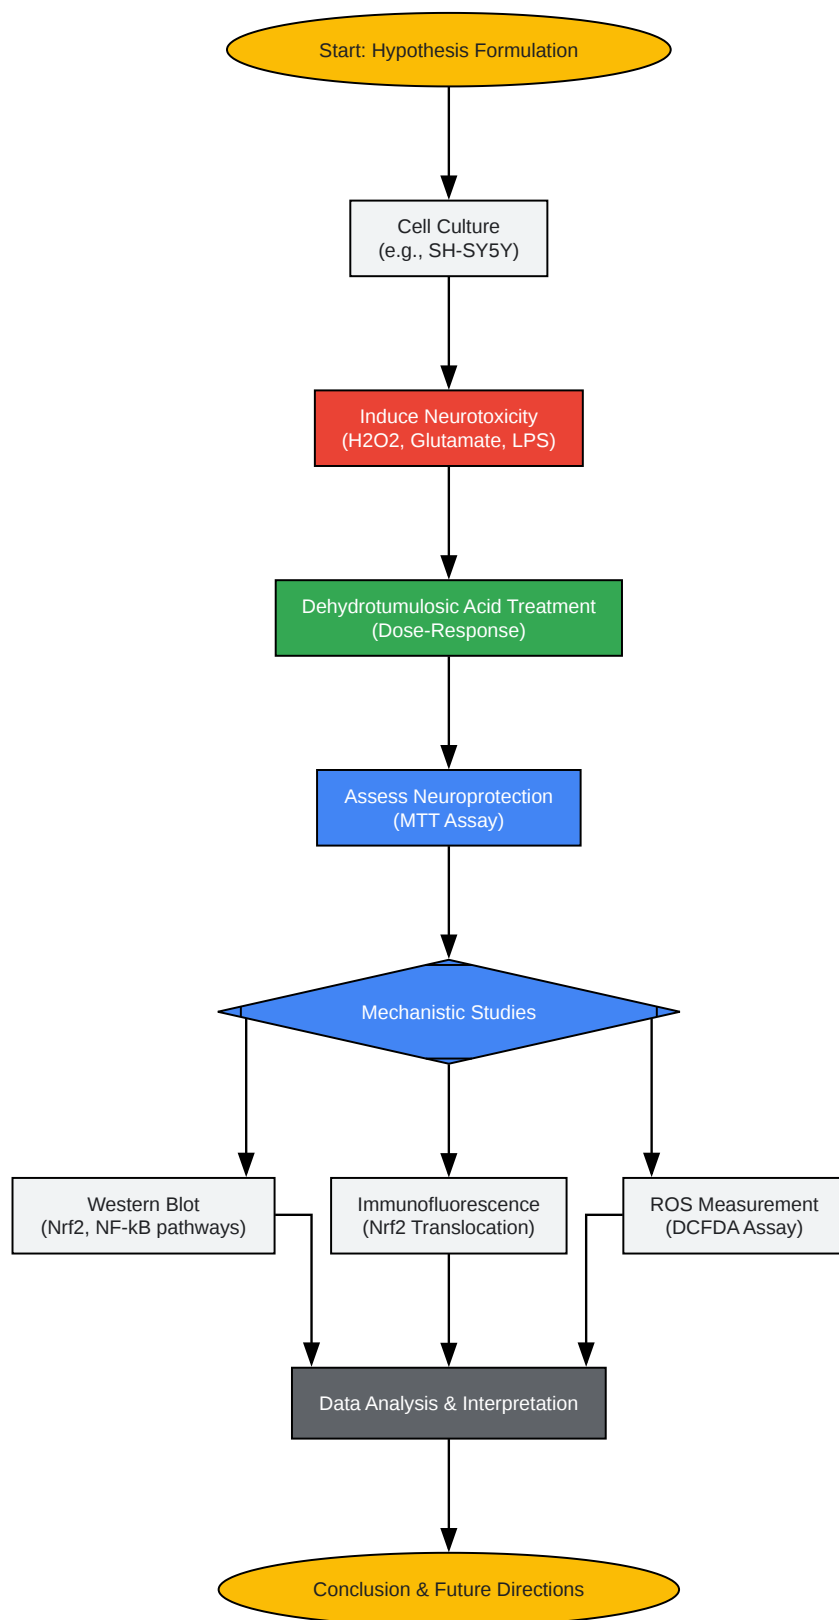 Start: Hypothesis Formulation
Cell Culture
(e.g., SH-SY5Y)
Induce Neurotoxicity
(H2O2, Glutamate, LPS)
Dehydrotumulosic Acid Treatment
(Dose-Response)
Assess Neuroprotection
(MTT Assay)
Mechanistic Studies
Western Blot
(Nrf2, NF-kB pathways)
Immunofluorescence
(Nrf2 Translocation)
ROS Measurement
(DCFDA Assay)
Data Analysis & Interpretation
Conclusion & Future Directions